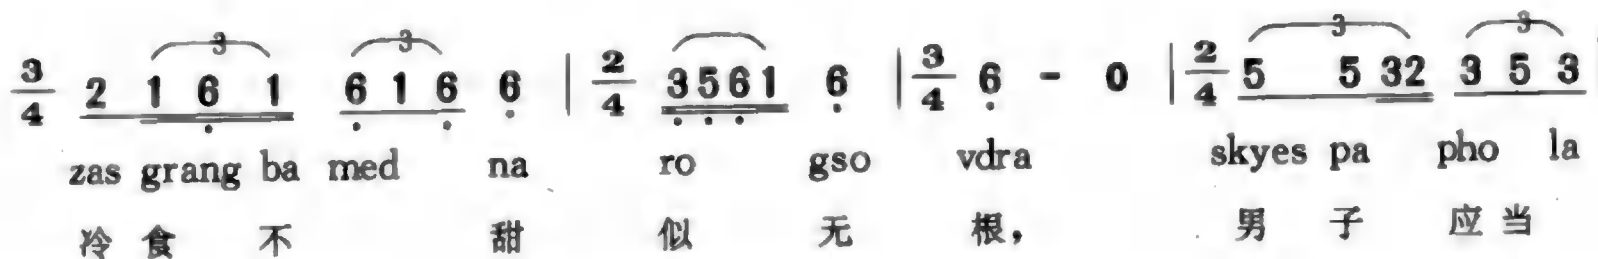 3/4 2 1 6 1 6 1 6 6 | 2/4 3561 6 | 3/4 6 - 0 | 2/4 5 5 32 3 5 3
zas grang ba med na ro gso vdra skyes pa pho la
冷食不甜似无根，男子应当